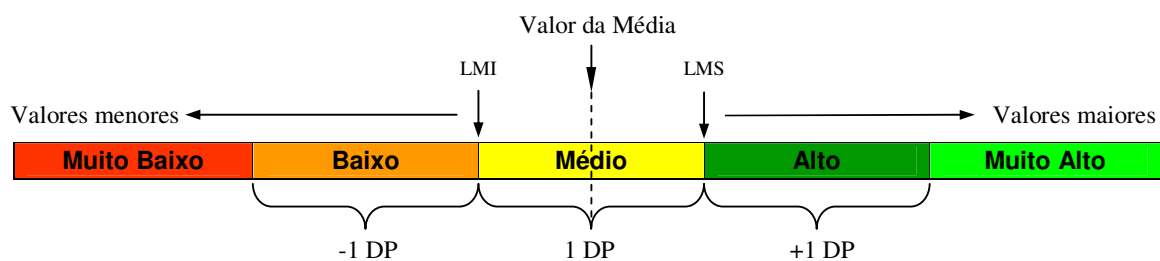 Valor da Média
LMI
LMS
Valores menores
Valores maiores
Muito Baixo
Baixo
Médio
Alto
Muito Alto
-1 DP
1 DP
+1 DP